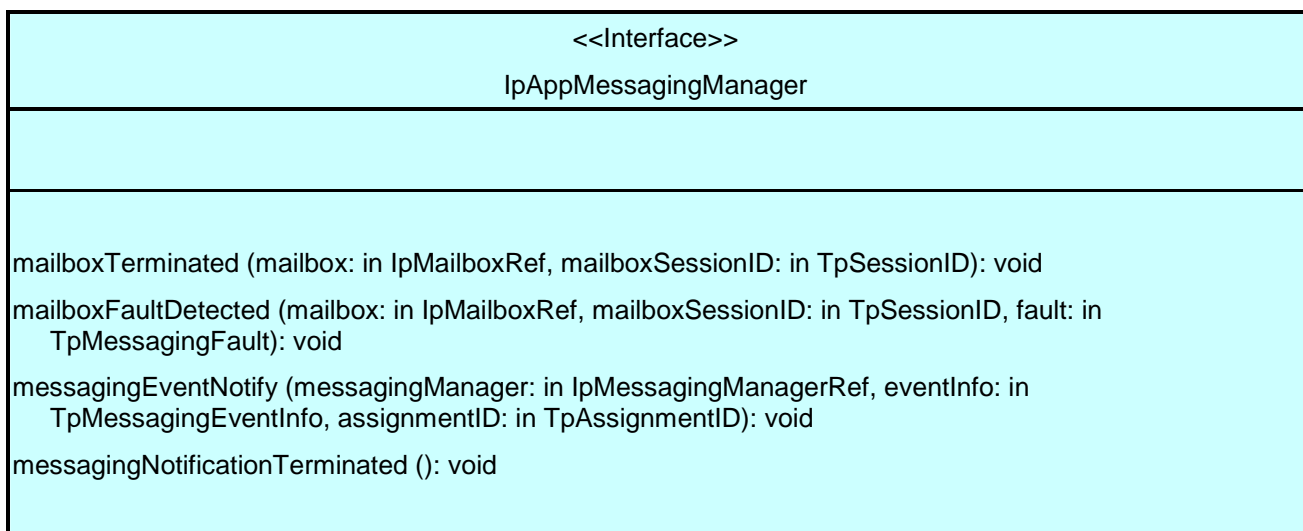 <<Interface>>
IpAppMessagingManager
mailboxTerminated (mailbox: in IpMailboxRef, mailboxSessionID: in TpSessionID): void
mailboxFaultDetected (mailbox: in IpMailboxRef, mailboxSessionID: in TpSessionID, fault: in
TpMessagingFault): void
messagingEventNotify (messagingManager: in IpMessagingManagerRef, eventInfo: in
TpMessagingEventInfo, assignmentID: in TpAssignmentID): void
messagingNotificationTerminated (): void